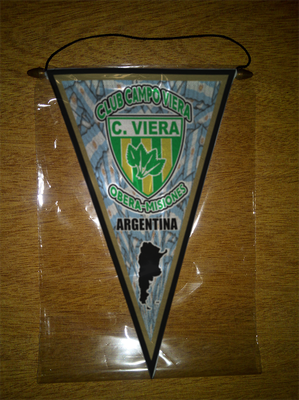 CLUB CAMPO VIERA
C. VIERA
OBERA-MISIONES
ARGENTINA